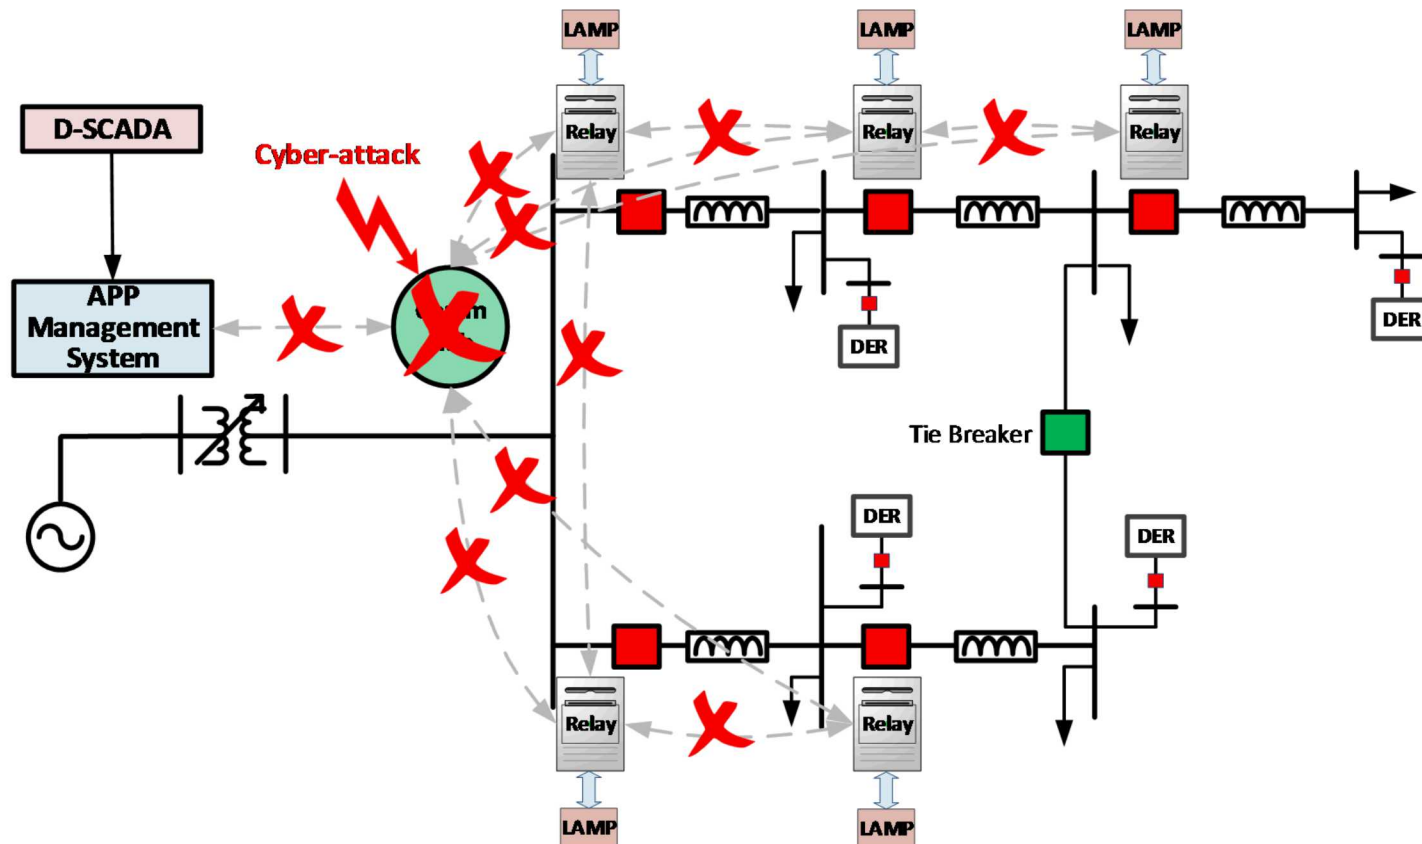 LAMP
LAMP
LAMP
D-SCADA
Cyber-attack
Relay
Relay
Relay
APP
Management
System
DER
DER
Tie Breaker
DER
DER
Relay
Relay
LAMP
LAMP